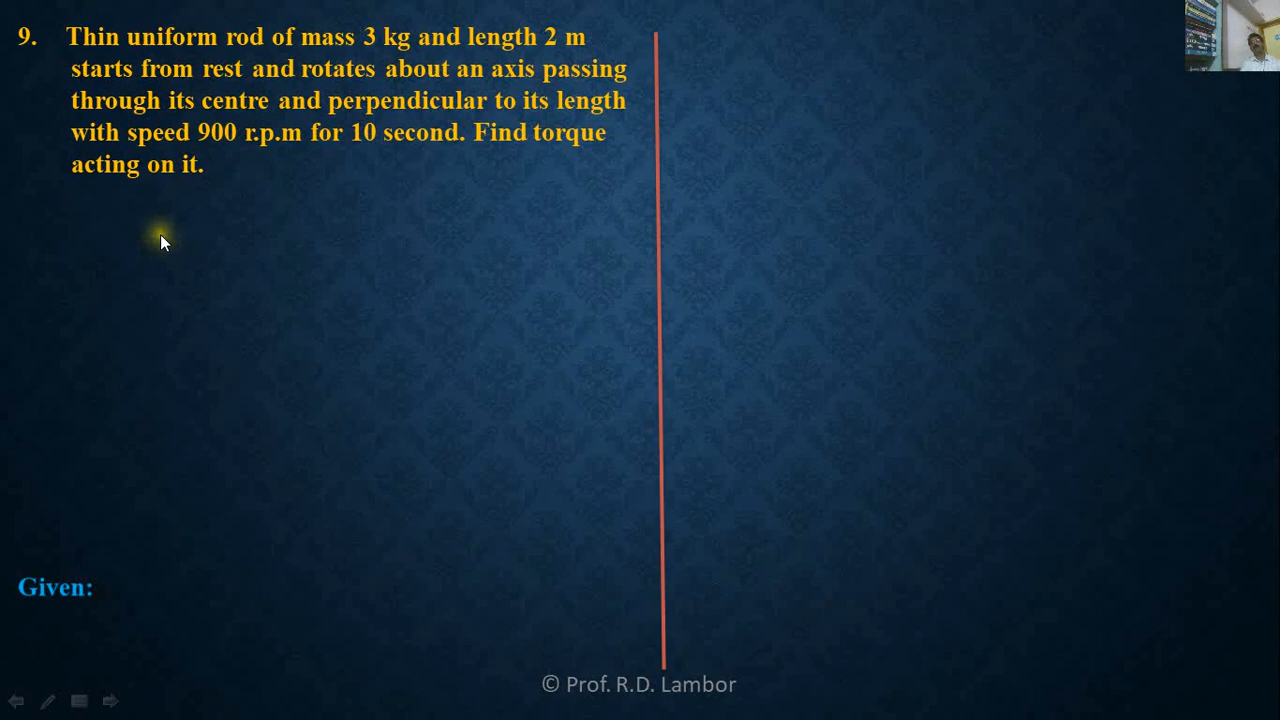 9. Thin uniform rod of mass 3 kg and length 2 m
starts from rest and rotates about an axis passing
through its centre and perpendicular to its length
with speed 900 r.p.m for 10 second. Find torque
acting on it.
Given:
© Prof. R.D. Lambor